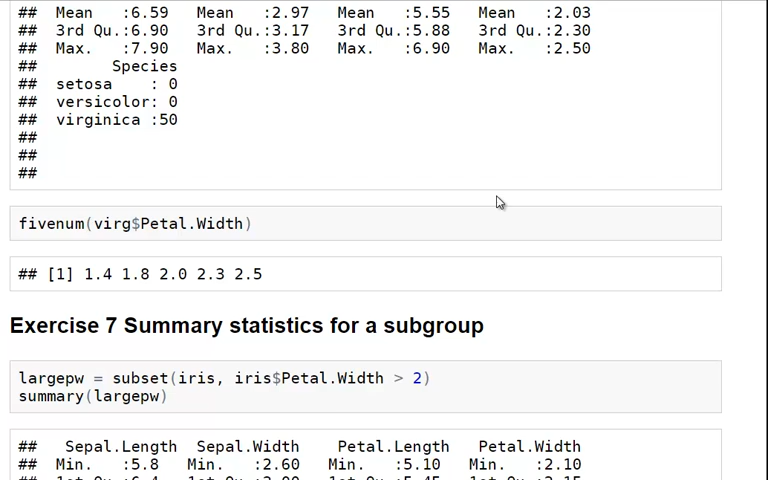 ##  Mean   :6.59   Mean   :2.97   Mean   :5.55   Mean   :2.03
##  3rd Qu.:6.90   3rd Qu.:3.17   3rd Qu.:5.88   3rd Qu.:2.30
##  Max.   :7.90   Max.   :3.80   Max.   :6.90   Max.   :2.50
##        Species
##  setosa    : 0
##  versicolor: 0
##  virginica :50
##
##
##
fivenum(virg$Petal.Width)
## [1] 1.4 1.8 2.0 2.3 2.5
Exercise 7 Summary statistics for a subgroup
largepw = subset(iris, iris$Petal.Width > 2)
summary(largepw)
##   Sepal.Length  Sepal.Width    Petal.Length   Petal.Width
##  Min.   :5.8   Min.   :2.60   Min.   :5.10   Min.   :2.10